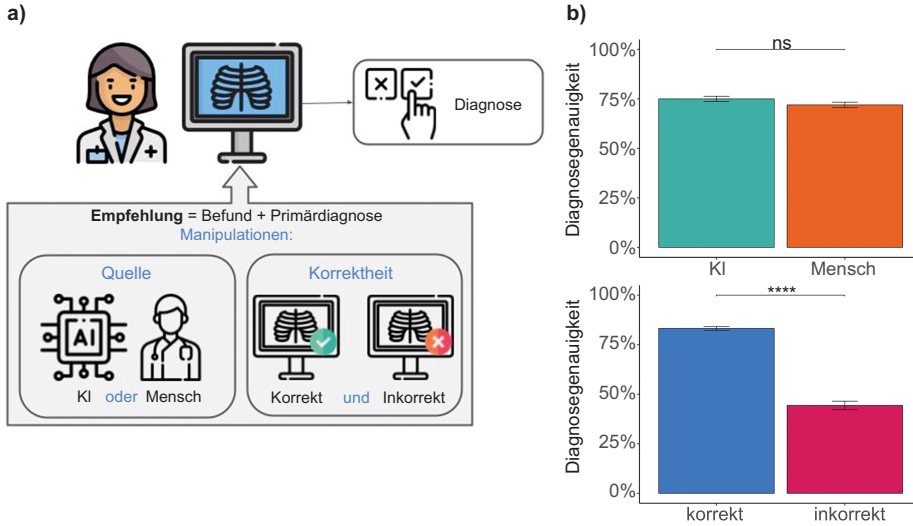 a)
Diagnose
Empfehlung = Befund + Primärdiagnose
Manipulationen:
Quelle
AI
KI oder Mensch
Korrektheit
Korrekt und Inkorrekt
b)
Diagnosegenauigkeit
100%
75%
50%
25%
0%
ns
KI
Mensch
Diagnosegenauigkeit
100%
75%
50%
25%
0%
****
korrekt
inkorrekt